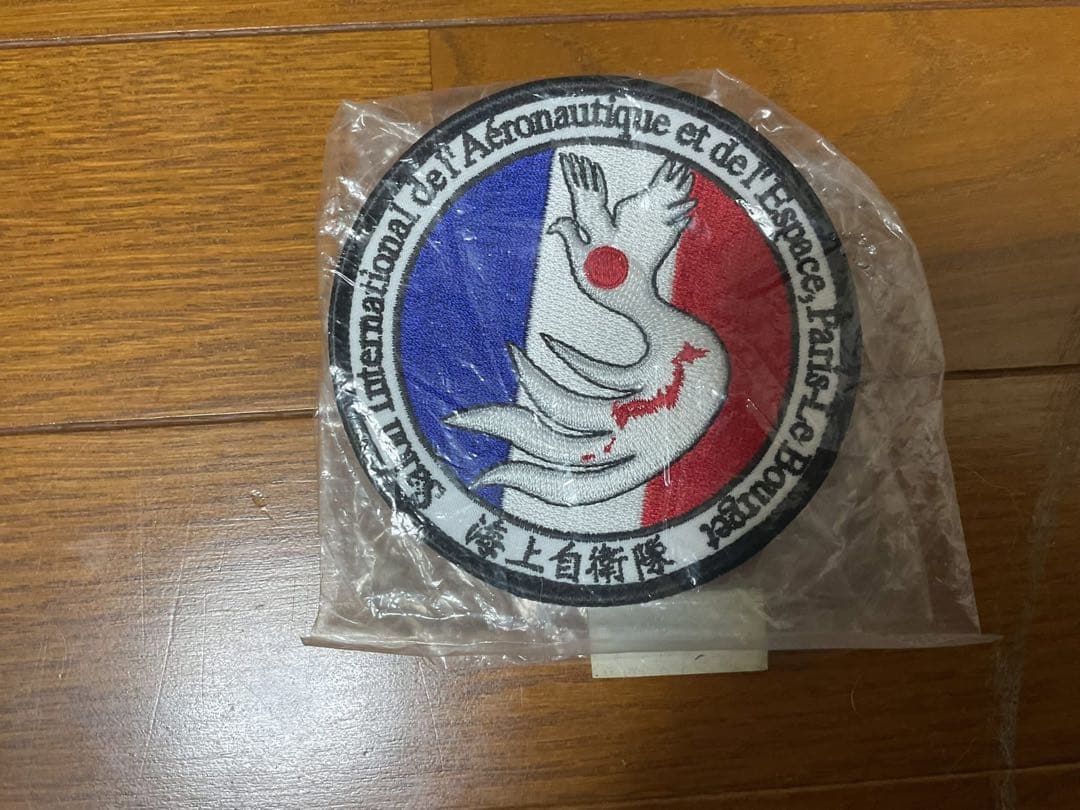 Salon International de l'Aéronautique et de l'Espace, Paris-Le Bourget
海上自衛隊